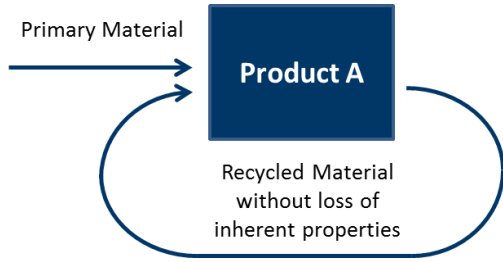 Primary Material
Product A
Recycled Material
without loss of
inherent properties